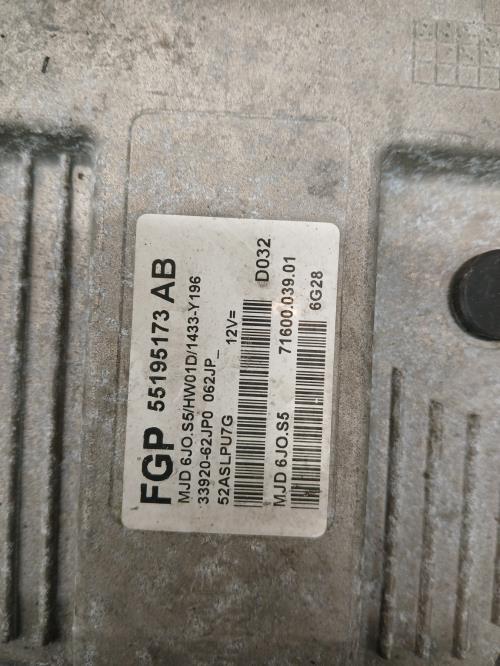 FGP 55195173 AB
MJD 6JO.S5/HW01D/1433-Y196
33920-62JP0 062JP_
52ASLPU7G 12V= D032
MJD 6JO.S5 71600.039.01
6G28